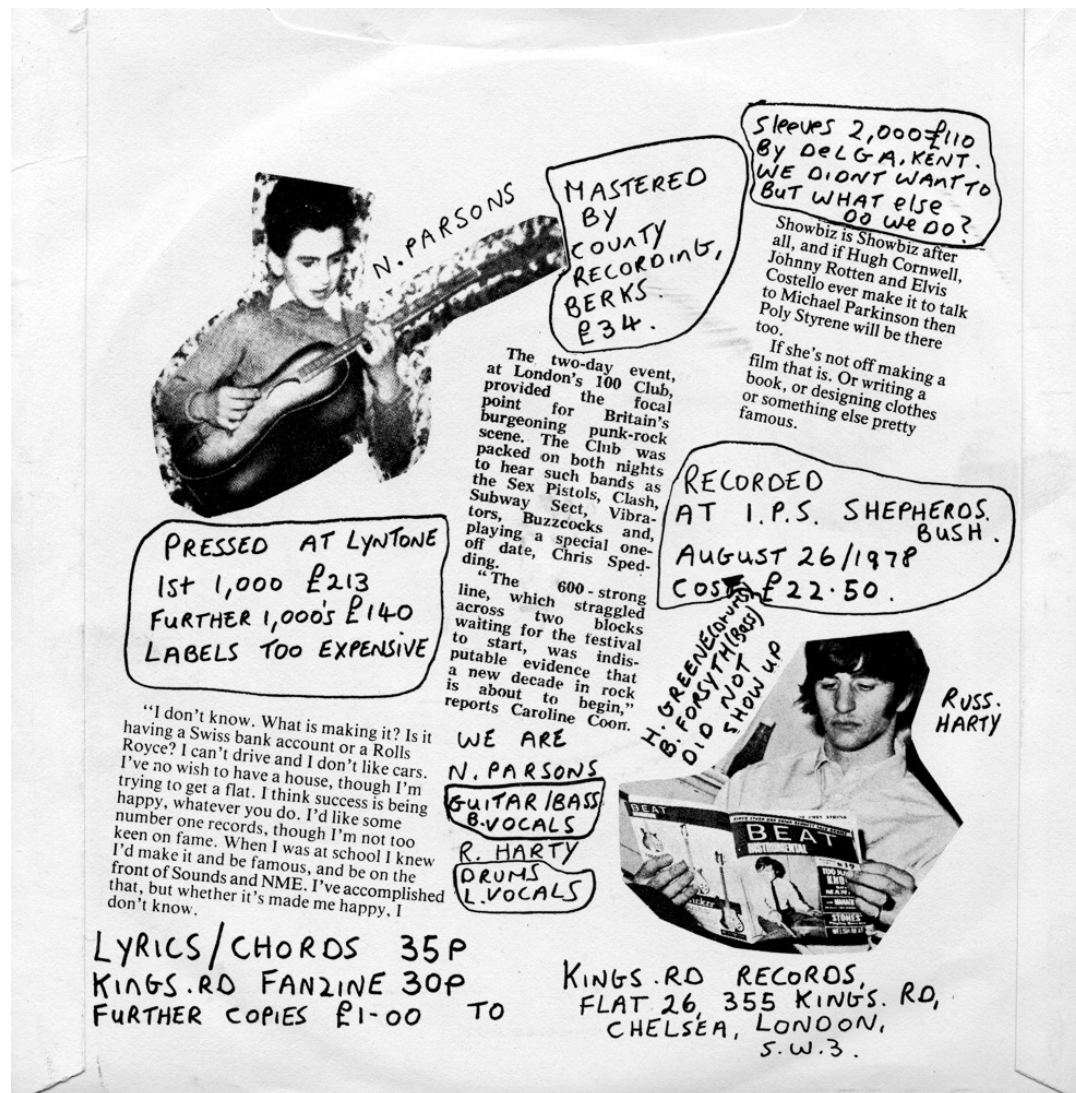 N. PARSONS
MASTERED
BY
COUNTY
RECORDING,
BERKS.
£34.
Sleeves 2,000 £110
BY DELGA, KENT.
WE DIDNT WANT TO
BUT WHAT else
DO WE DO?
Showbiz is Showbiz after
all, and if Hugh Cornwell,
Johnny Rotten and Elvis
Costello ever make it to talk
to Michael Parkinson then
Poly Styrene will be there
too.
If she's not off making a
film that is. Or writing a
book, or designing clothes
or something else pretty
famous.
The two-day event,
at London's 100 Club,
provided the focal
point for Britain's
burgeoning punk-rock
scene. The Club was
packed on both nights
to hear such bands as
the Sex Pistols, Clash,
Subway Sect, Vibra-
tors, Buzzcocks and,
playing a special one-
off date, Chris Sped-
ding.
"The 600-strong
line, which straggled
across two blocks
waiting for the festival
to start, was indis-
putable evidence that
a new decade in rock
is about to begin,"
reports Caroline Coon.
RECORDED
AT I.P.S. SHEPHERDS.
BUSH.
AUGUST 26/1978
COST £22.50.
PRESSED AT LYNTONE
1st 1,000 £213
FURTHER 1,000's £140
LABELS TOO EXPENSIVE
H. GREENE (DRUMS)
B. FORSYTH (BASS)
DID NOT
SHOW UP
RUSS.
HARTY
BEAT
BEAT
INSTRUMENTAL
STONES
"I don't know. What is making it? Is it
having a Swiss bank account or a Rolls
Royce? I can't drive and I don't like cars.
I've no wish to have a house, though I'm
trying to get a flat. I think success is being
happy, whatever you do. I'd like some
number one records, though I'm not too
keen on fame. When I was at school I knew
I'd make it and be famous, and be on the
front of Sounds and NME. I've accomplished
that, but whether it's made me happy, I
don't know.
WE ARE
N. PARSONS
GUITAR/BASS
B. VOCALS
R. HARTY
DRUMS
L. VOCALS
LYRICS/CHORDS 35P
KINGS.RD FANZINE 30P
FURTHER COPIES £1-00 TO
KINGS.RD RECORDS,
FLAT 26, 355 KINGS. RD,
CHELSEA, LONDON,
S.W.3.